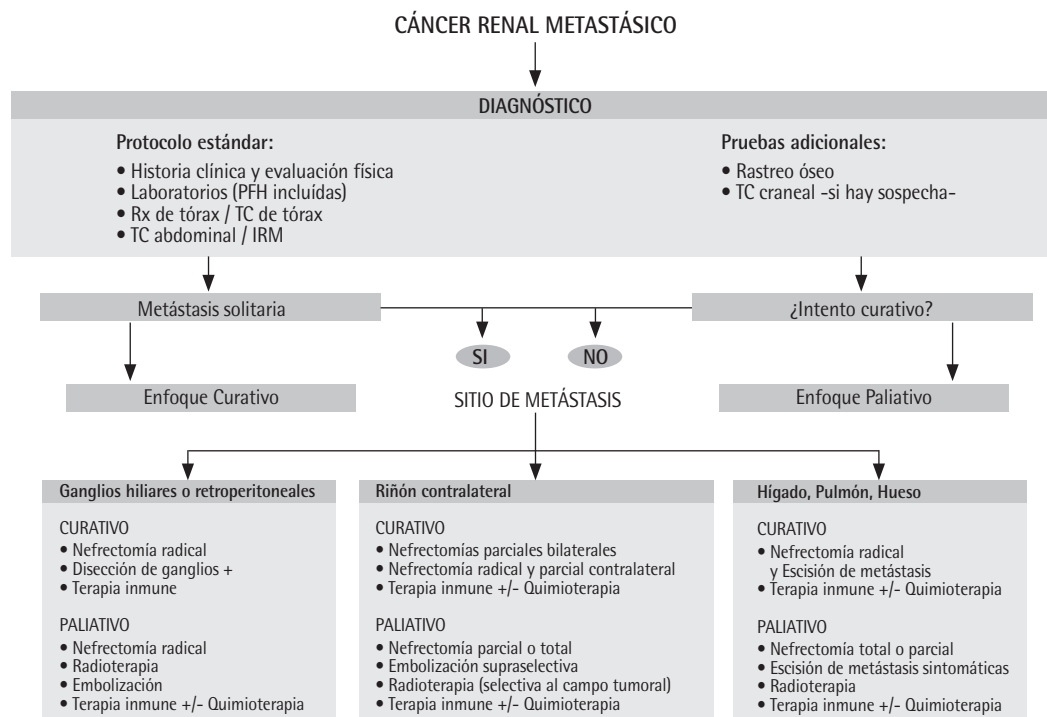 CÁNCER RENAL METASTÁSICO
DIAGNÓSTICO
Protocolo estándar:
• Historia clínica y evaluación física
• Laboratorios (PFH incluídas)
• Rx de tórax / TC de tórax
• TC abdominal / IRM
Pruebas adicionales:
• Rastreo óseo
• TC craneal -si hay sospecha-
Metástasis solitaria
¿Intento curativo?
SI
NO
Enfoque Curativo
SITIO DE METÁSTASIS
Enfoque Paliativo
Ganglios hiliares o retroperitoneales
CURATIVO
• Nefrectomía radical
• Disección de ganglios +
• Terapia inmune
PALIATIVO
• Nefrectomía radical
• Radioterapia
• Embolización
• Terapia inmune +/- Quimioterapia
Riñón contralateral
CURATIVO
• Nefrectomías parciales bilaterales
• Nefrectomía radical y parcial contralateral
• Terapia inmune +/- Quimioterapia
PALIATIVO
• Nefrectomía parcial o total
• Embolización supraselectiva
• Radioterapia (selectiva al campo tumoral)
• Terapia inmune +/- Quimioterapia
Hígado, Pulmón, Hueso
CURATIVO
• Nefrectomía radical
y Escisión de metástasis
• Terapia inmune +/- Quimioterapia
PALIATIVO
• Nefrectomía total o parcial
• Escisión de metástasis sintomáticas
• Radioterapia
• Terapia inmune +/- Quimioterapia